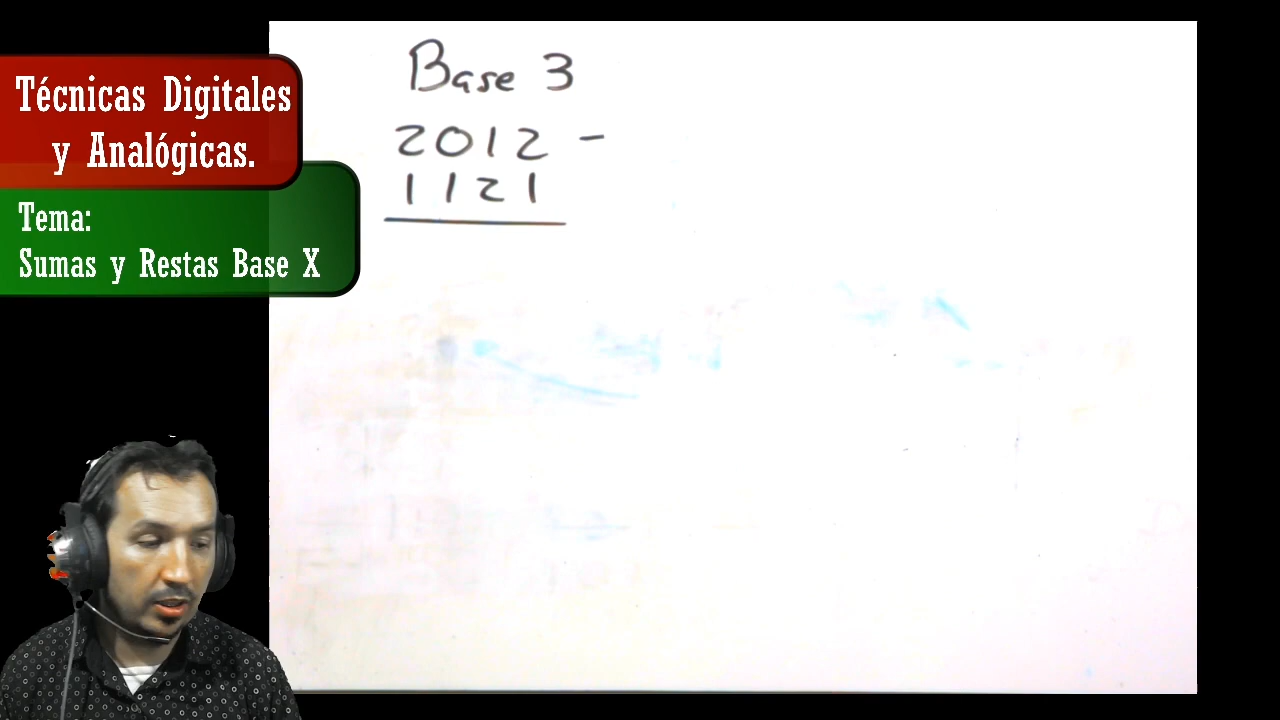 Técnicas Digitales
y Analógicas.
Tema:
Sumas y Restas Base X
Base 3
2012 -
1121